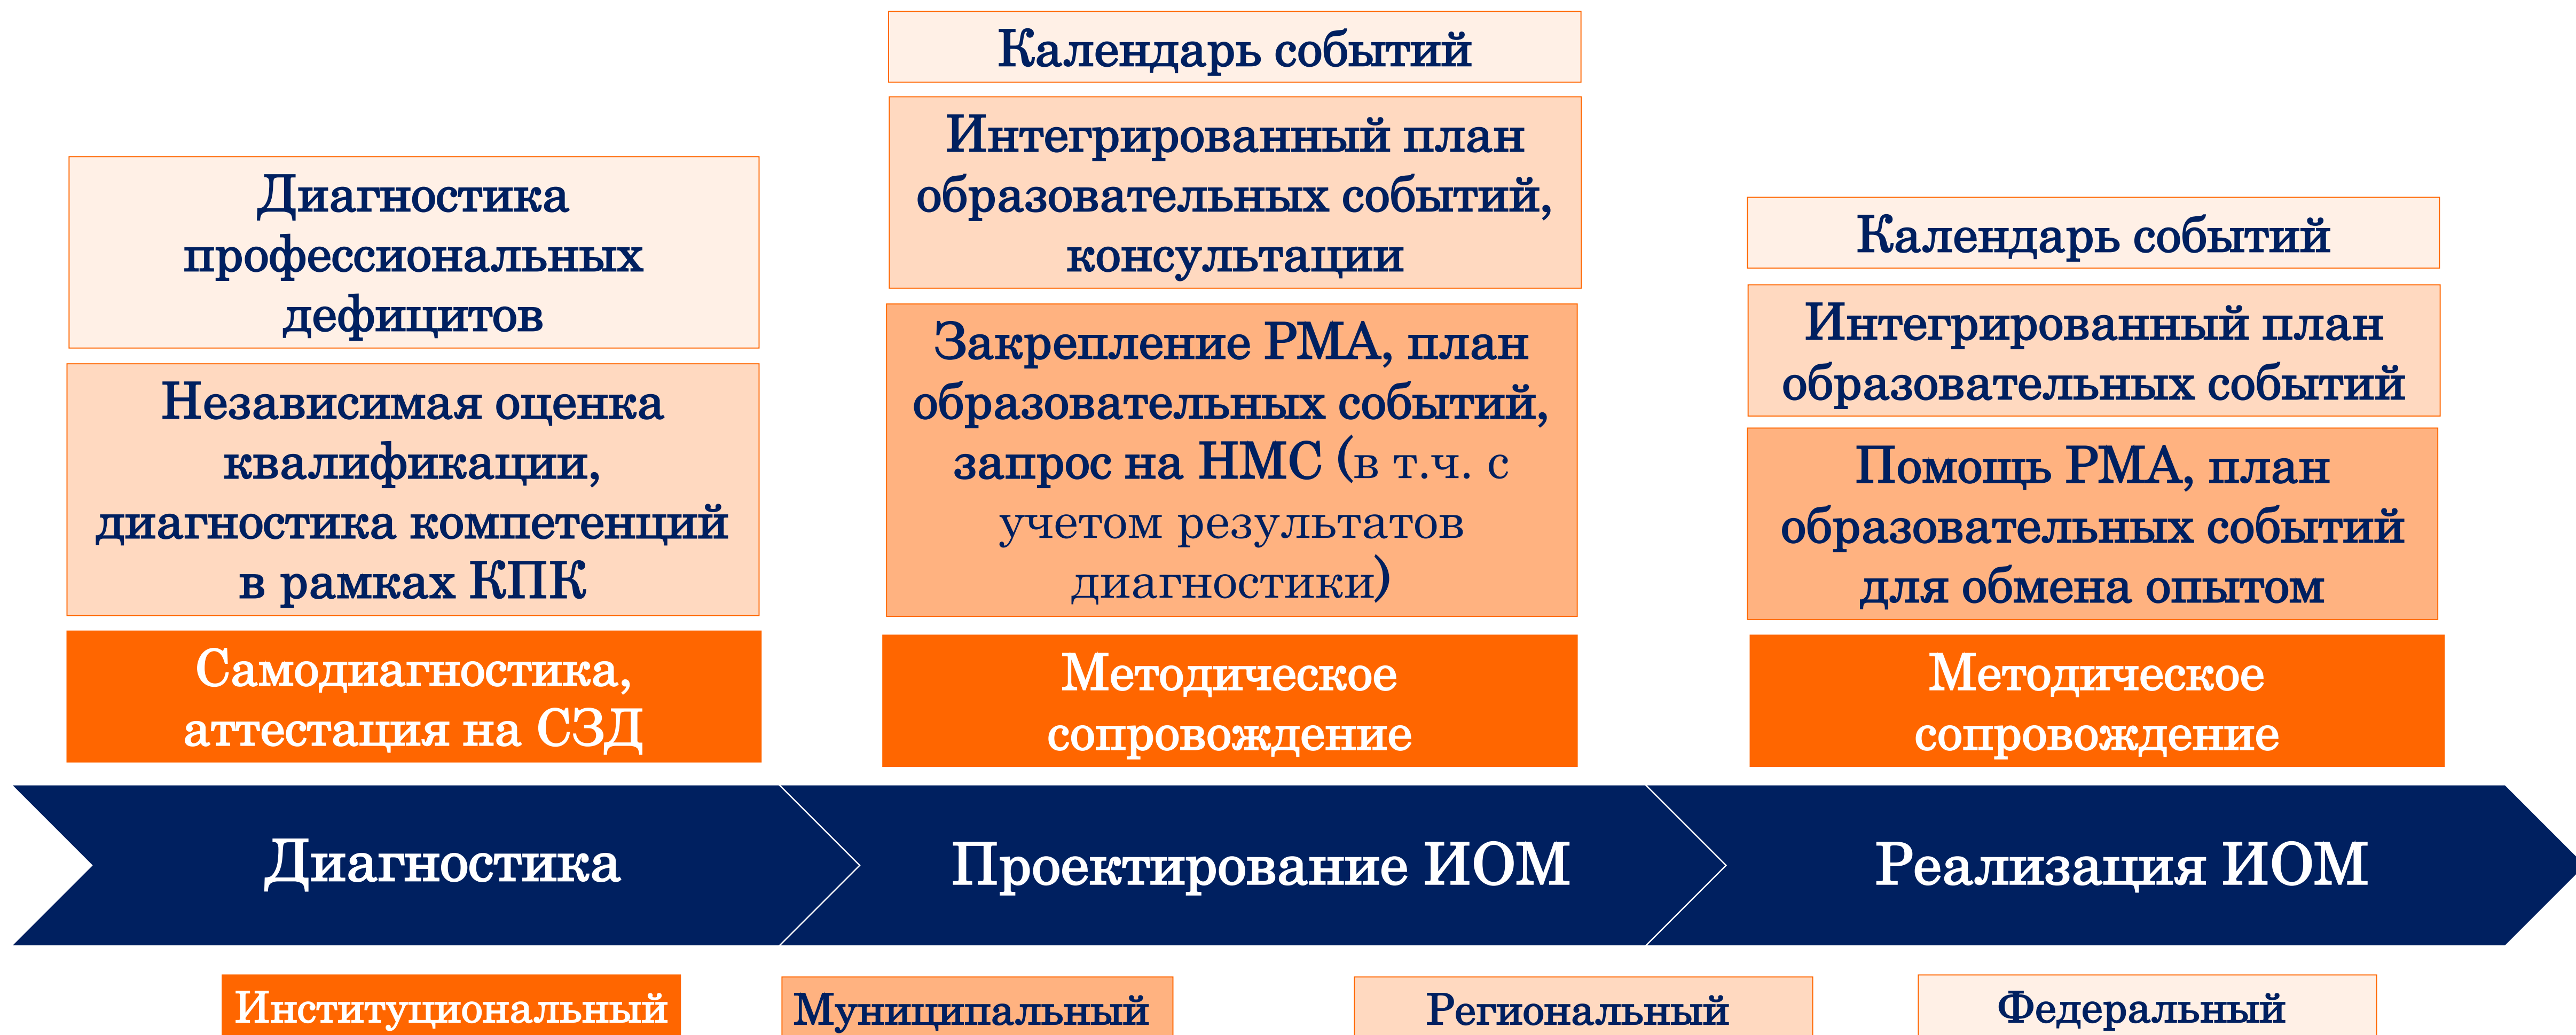 Диагностика
профессиональных
дефицитов
Независимая оценка
квалификации,
диагностика компетенций
в рамках КПК
Самодиагностика,
аттестация на СЗД
Календарь событий
Интегрированный план
образовательных событий,
консультации
Закрепление РМА, план
образовательных событий,
запрос на НМС (в т.ч. с
учетом результатов
диагностики)
Методическое
сопровождение
Календарь событий
Интегрированный план
образовательных событий
Помощь РМА, план
образовательных событий
для обмена опытом
Методическое
сопровождение
Диагностика
Проектирование ИОМ
Реализация ИОМ
Институциональный
Муниципальный
Региональный
Федеральный